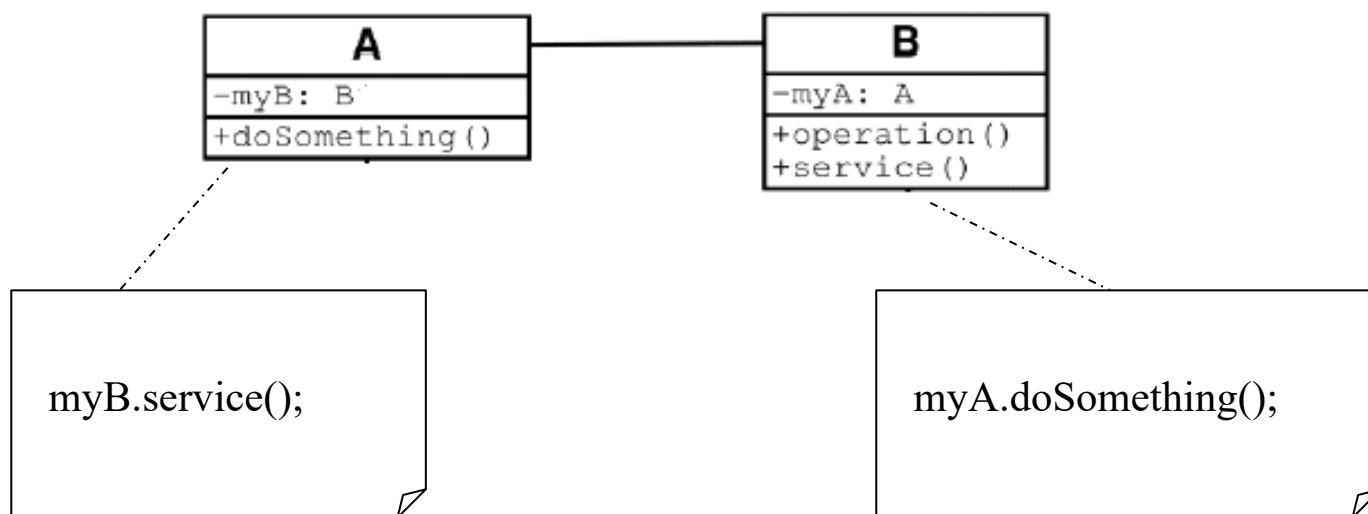 A
-myB: B
+doSomething()
B
-myA: A
+operation()
+service()
myB.service();
myA.doSomething();